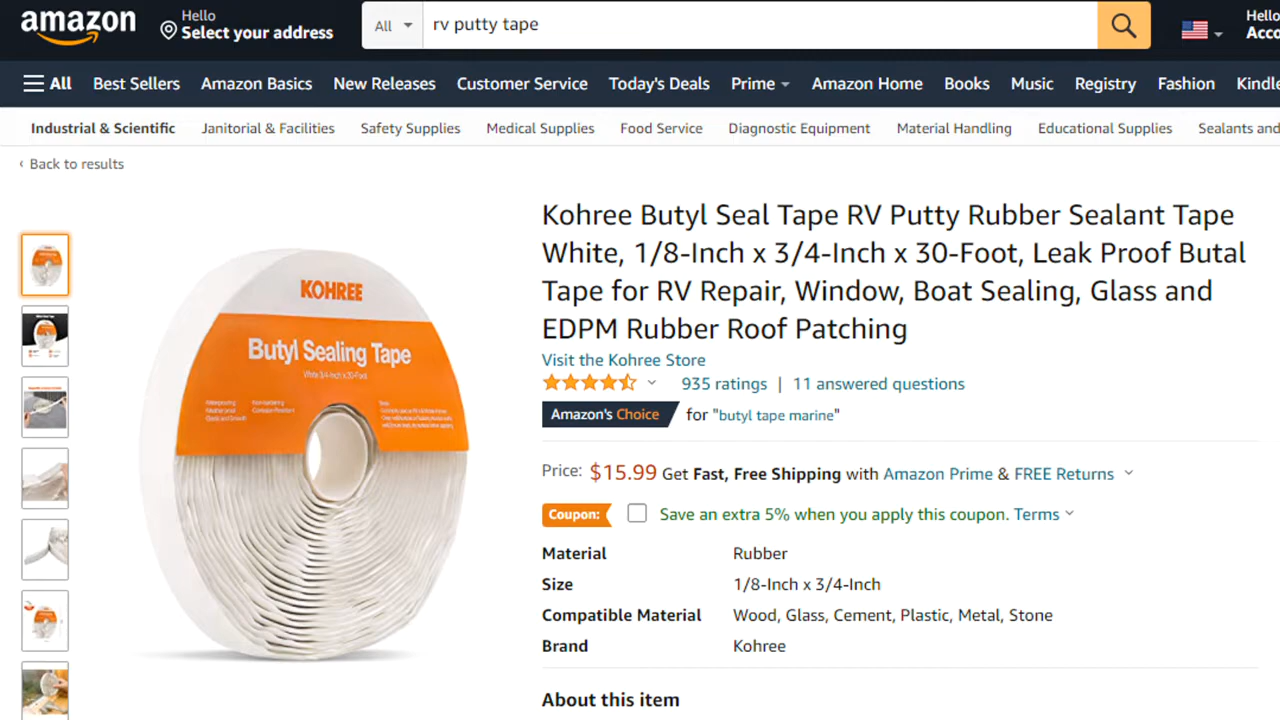 amazon
Hello
Select your address
All
rv putty tape
Hello
Acco
All Best Sellers Amazon Basics New Releases Customer Service Today's Deals Prime Amazon Home Books Music Registry Fashion Kindle
Industrial & Scientific Janitorial & Facilities Safety Supplies Medical Supplies Food Service Diagnostic Equipment Material Handling Educational Supplies Sealants and
‹ Back to results
KOHREE
Butyl Sealing Tape
White 3/4-Inch x30-Foot
Kohree Butyl Seal Tape RV Putty Rubber Sealant Tape
White, 1/8-Inch x 3/4-Inch x 30-Foot, Leak Proof Butal
Tape for RV Repair, Window, Boat Sealing, Glass and
EDPM Rubber Roof Patching
Visit the Kohree Store
935 ratings | 11 answered questions
Amazon's Choice for "butyl tape marine"
Price: $15.99 Get Fast, Free Shipping with Amazon Prime & FREE Returns
Coupon: Save an extra 5% when you apply this coupon. Terms
Material Rubber
Size 1/8-Inch x 3/4-Inch
Compatible Material Wood, Glass, Cement, Plastic, Metal, Stone
Brand Kohree
About this item